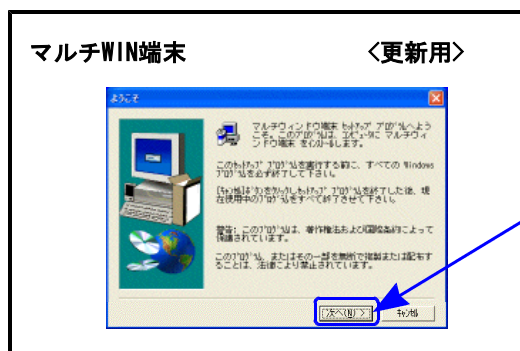 マルチWIN端末 <更新用>
ようこそ
マルチウィンドウ端末 ｾｯﾄｱｯﾌﾟ ﾌﾟﾛｸﾞﾗﾑへよう
こそ。このﾌﾟﾛｸﾞﾗﾑは、ｺﾝﾋﾟｭｰﾀに マルチウィ
ンドウ端末 をｲﾝｽﾄｰﾙします。
このｾｯﾄｱｯﾌﾟ ﾌﾟﾛｸﾞﾗﾑを実行する前に、すべての Windows
ﾌﾟﾛｸﾞﾗﾑを必ず終了して下さい。
[ｷｬﾝｾﾙ]ﾎﾞﾀﾝをｸﾘｯｸしｾｯﾄｱｯﾌﾟ ﾌﾟﾛｸﾞﾗﾑを終了した後、現
在使用中のﾌﾟﾛｸﾞﾗﾑをすべて終了させて下さい。
警告: このﾌﾟﾛｸﾞﾗﾑは、著作権法および国際条約によって
保護されています。
このﾌﾟﾛｸﾞﾗﾑ、またはその一部を無断で複製または配布す
ることは、法律により禁止されています。
次へ(N) > ｷｬﾝｾﾙ